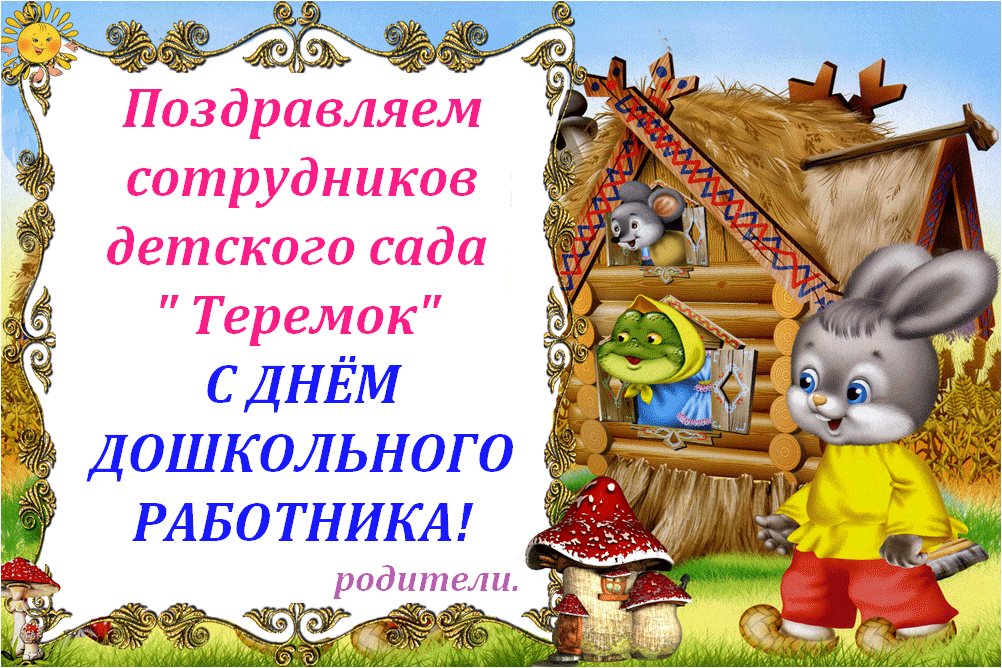 Поздравляем
сотрудников
детского сада
" Теремок"
С ДНЁМ
ДОШКОЛЬНОГО
РАБОТНИКА!
родители.